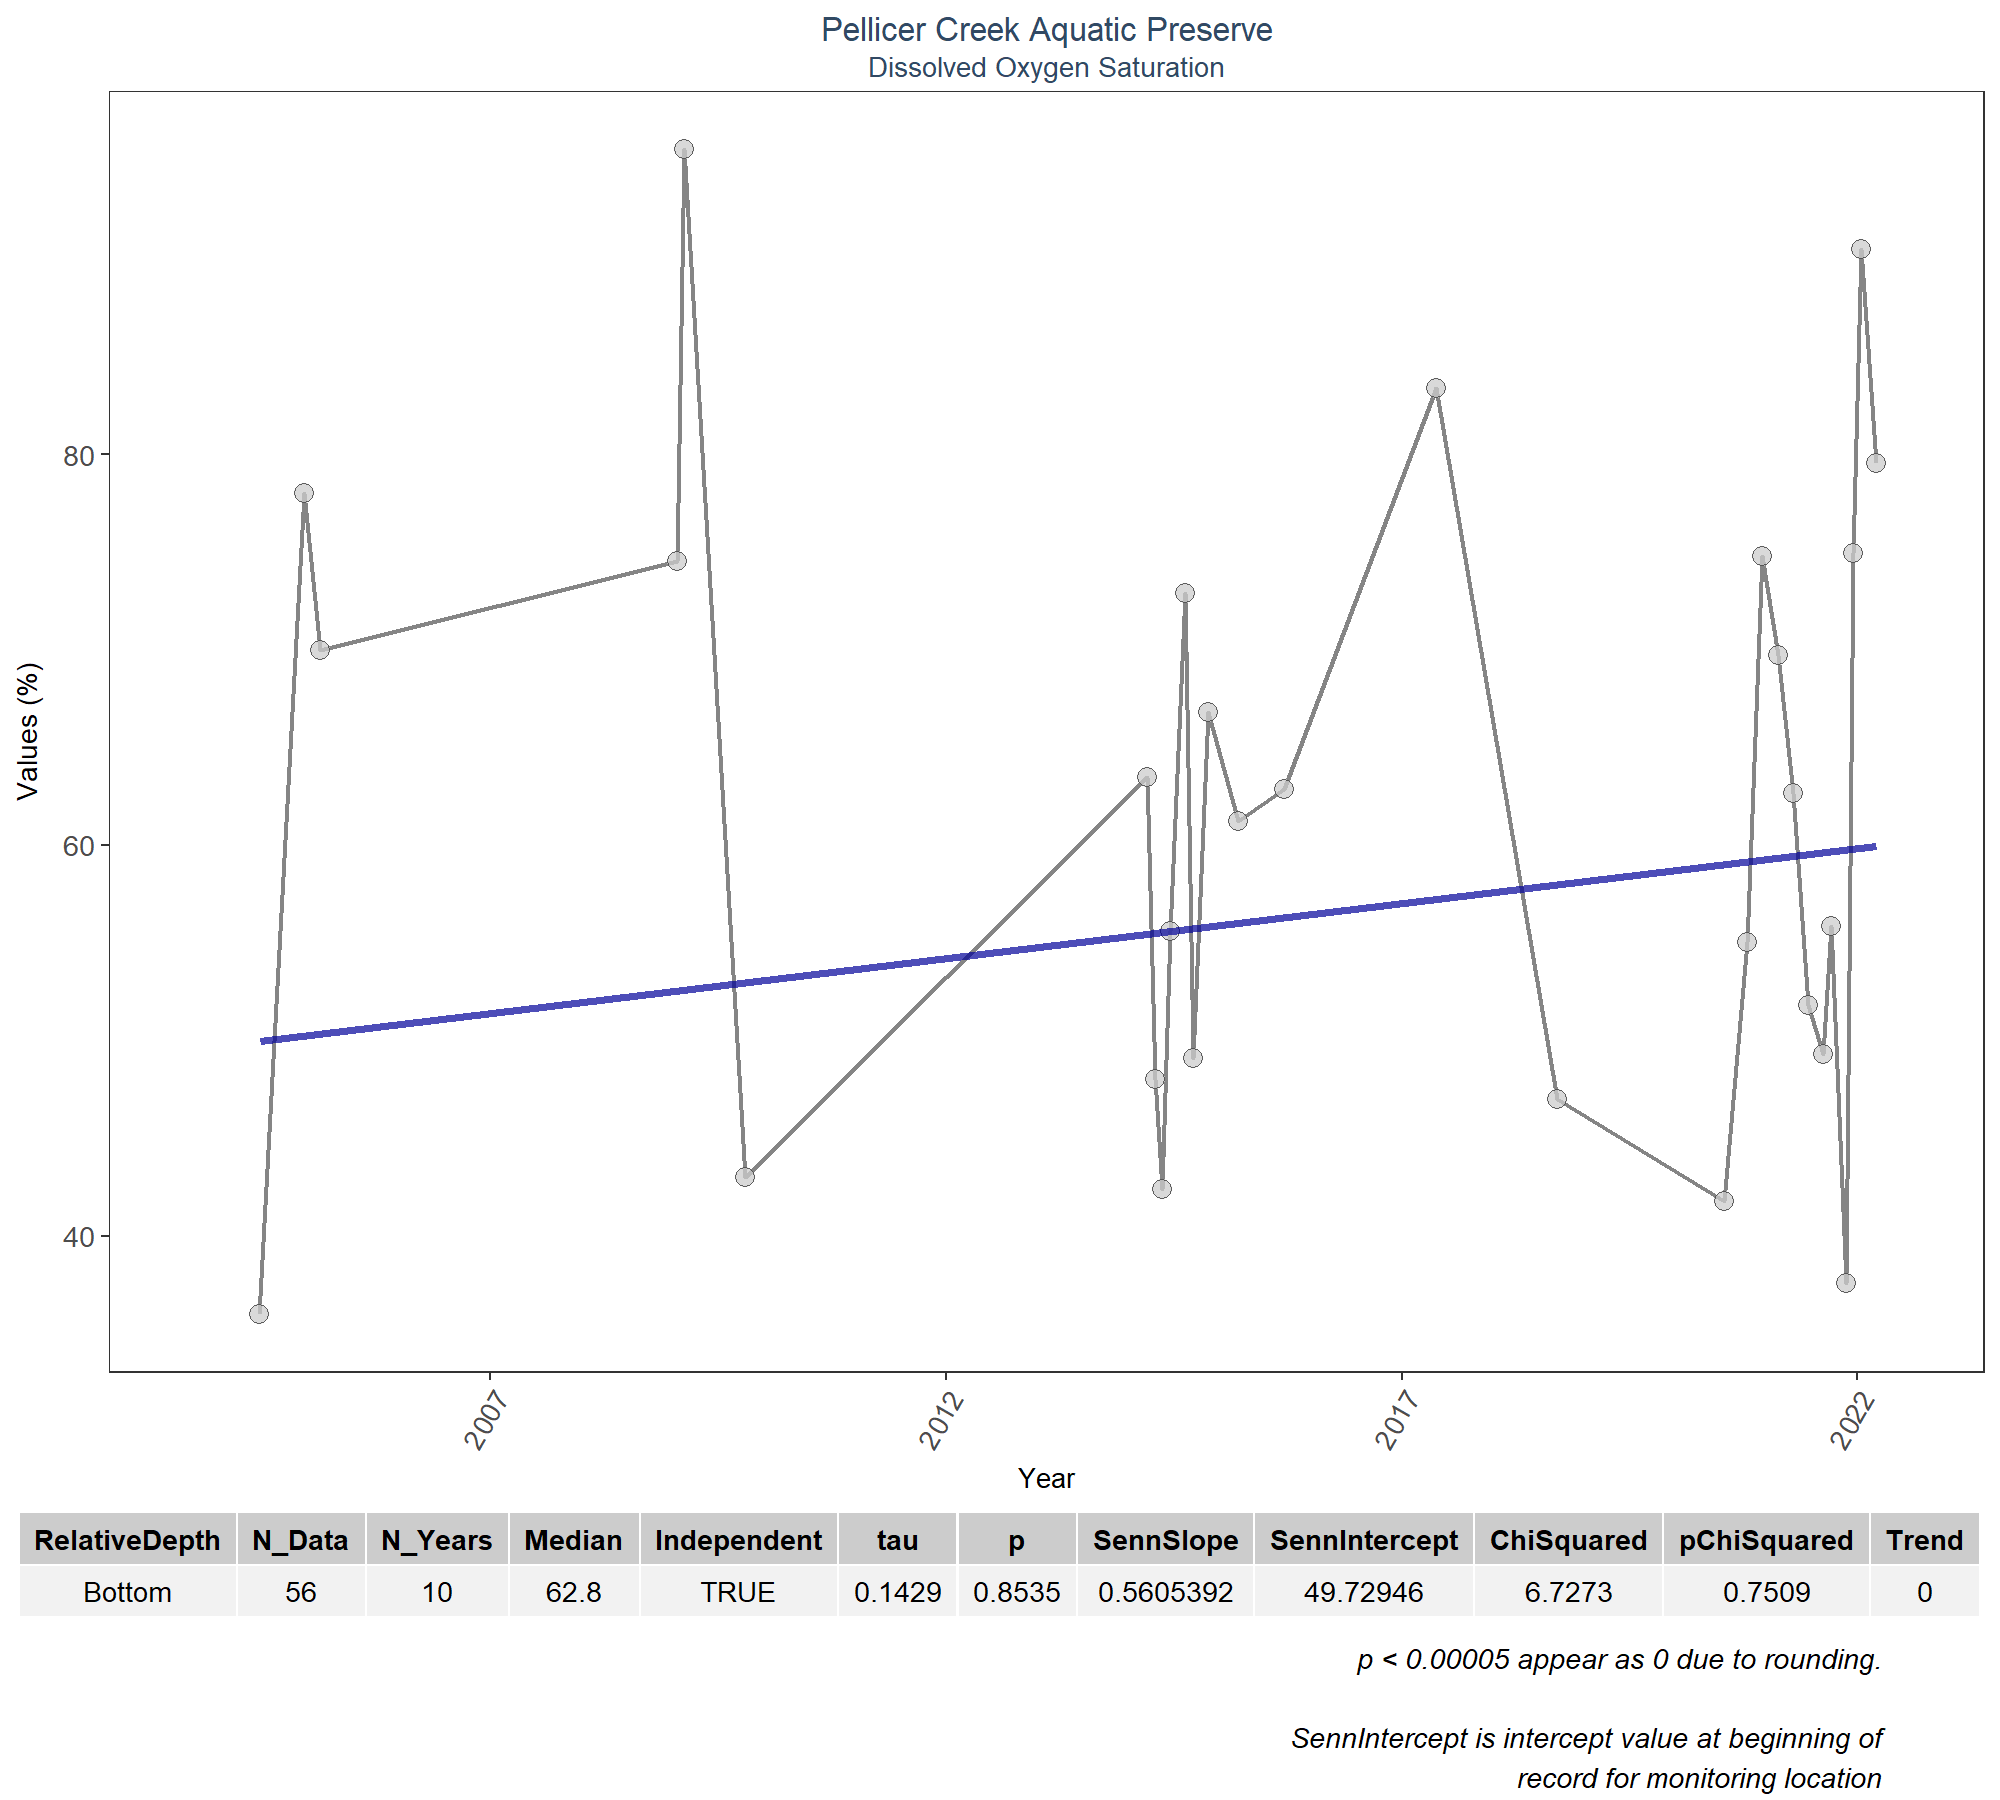 Pellicer Creek Aquatic Preserve
Dissolved Oxygen Saturation
Values (%)
80
60
40
2007
2012
2017
2022
Year
RelativeDepth N_Data N_Years Median Independent tau p SennSlope SennIntercept ChiSquared pChiSquared Trend
Bottom 56 10 62.8 TRUE 0.1429 0.8535 0.5605392 49.72946 6.7273 0.7509 0
p < 0.00005 appear as 0 due to rounding.
SennIntercept is intercept value at beginning of
record for monitoring location